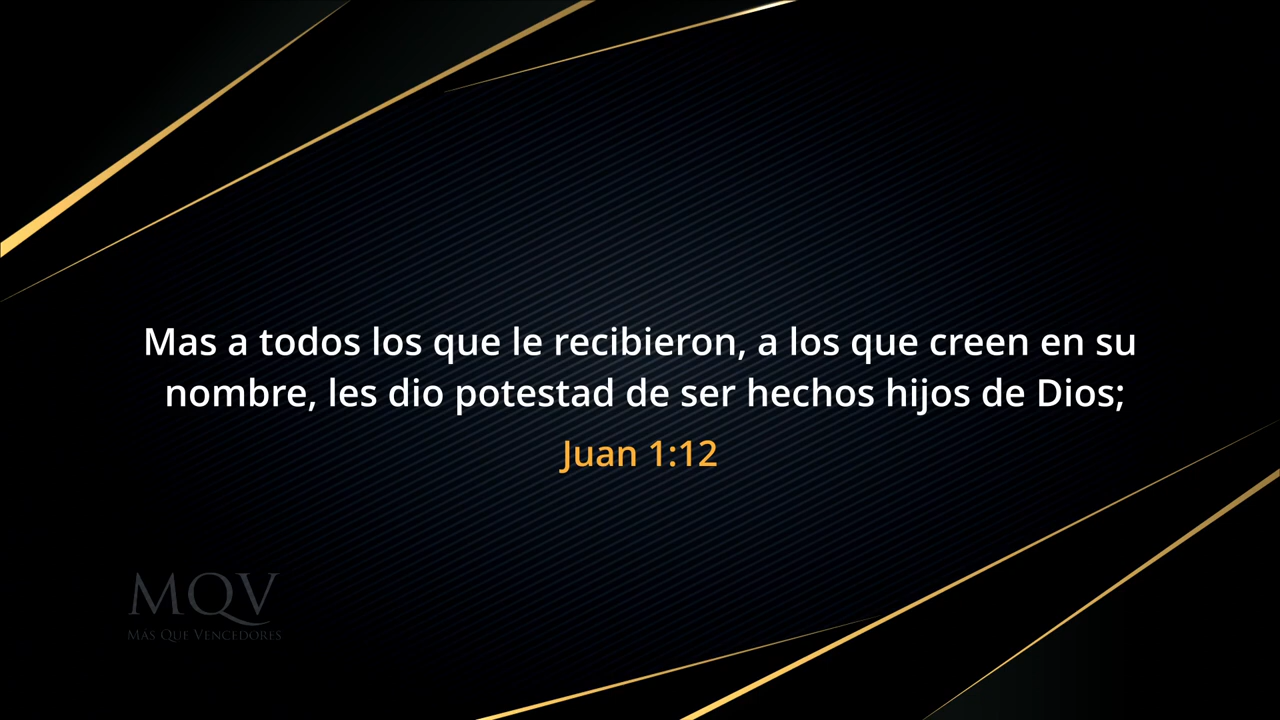 Mas a todos los que le recibieron, a los que creen en su
nombre, les dio potestad de ser hechos hijos de Dios;
Juan 1:12
MQV
MÁS QUE VENCEDORES